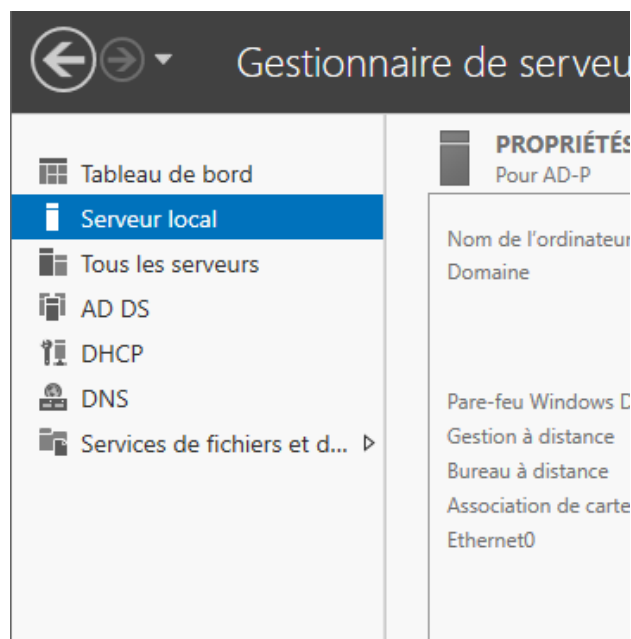 Gestionnaire de serveu
Tableau de bord
Serveur local
Tous les serveurs
AD DS
DHCP
DNS
Services de fichiers et d...
PROPRIÉTÉS
Pour AD-P
Nom de l'ordinateur
Domaine
Pare-feu Windows D
Gestion à distance
Bureau à distance
Association de carte
Ethernet0